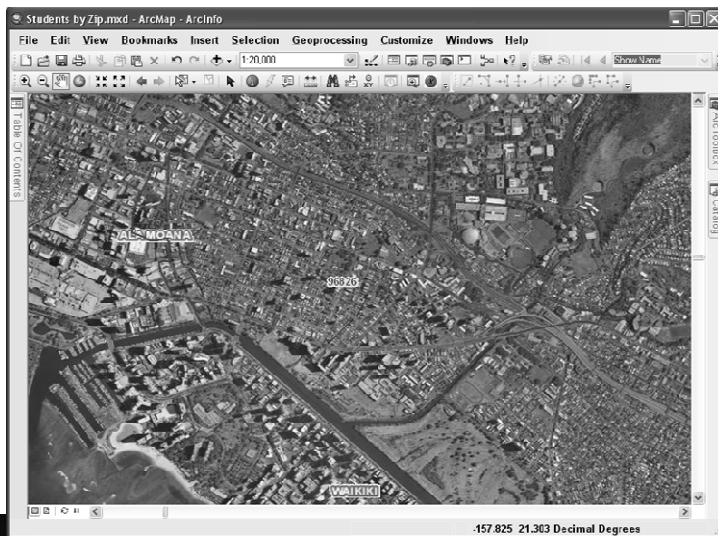 Students by Zip.mxd - ArcMap - ArcInfo
File Edit View Bookmarks Insert Selection Geoprocessing Customize Windows Help
1:20,000
Show Name
Table Of Contents
ArcToolbox
Catalog
ALA MOANA
96826
WAIKIKI
-157.825 21.303 Decimal Degrees